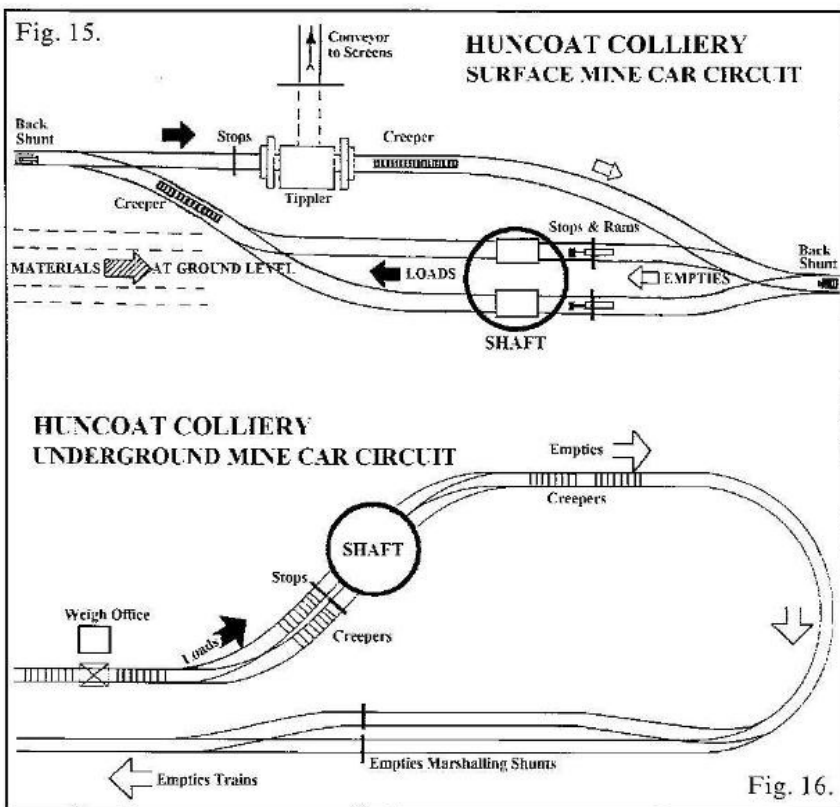 Fig. 15.
Conveyor
to Screens
HUNCOAT COLLIERY
SURFACE MINE CAR CIRCUIT
Back
Shunt
Stops
Creeper
Tippler
Creeper
Stops & Rams
Back
Shunt
MATERIALS AT GROUND LEVEL
LOADS
EMPTIES
SHAFT
HUNCOAT COLLIERY
UNDERGROUND MINE CAR CIRCUIT
Empties
Creepers
SHAFT
Stops
Weigh Office
Loads
Creepers
Empties Marshalling Shunts
Empties Trains
Fig. 16.